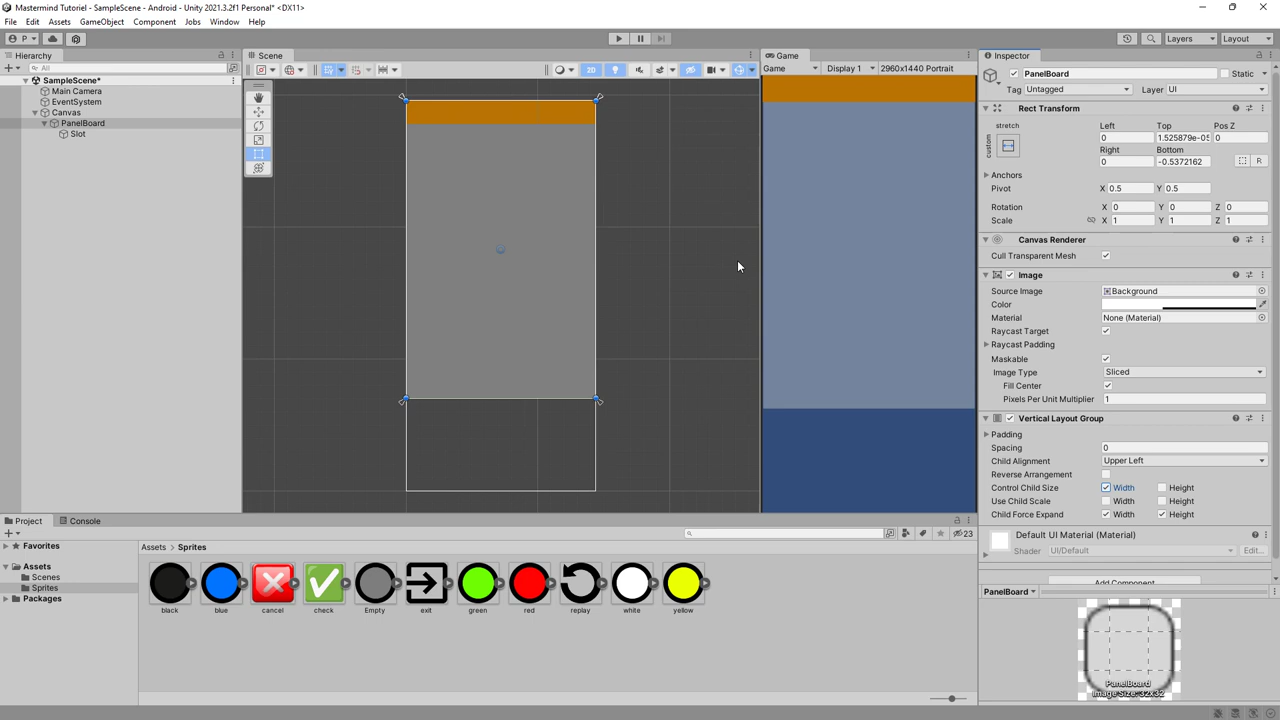 Mastermind Tutoriel - SampleScene - Android - Unity 2021.3.2f1 Personal* <DX11>
File Edit Assets GameObject Component Jobs Window Help
P Layers Layout
Hierarchy
All
SampleScene*
Main Camera
EventSystem
Canvas
PanelBoard
Slot
Scene
2D
Game
Game Display 1 2960x1440 Portrait
Inspector
PanelBoard Static
Tag Untagged Layer UI
Rect Transform
stretch
custom
Left Top Pos Z
0 1.525879e-05 0
Right Bottom
0 -0.5372162 R
Anchors
Pivot X 0.5 Y 0.5
Rotation X 0 Y 0 Z 0
Scale X 1 Y 1 Z 1
Canvas Renderer
Cull Transparent Mesh
Image
Source Image Background
Color
Material None (Material)
Raycast Target
Raycast Padding
Maskable
Image Type Sliced
Fill Center
Pixels Per Unit Multiplier 1
Vertical Layout Group
Padding
Spacing 0
Child Alignment Upper Left
Reverse Arrangement
Control Child Size Width Height
Use Child Scale Width Height
Child Force Expand Width Height
Default UI Material (Material)
Shader UI/Default Edit...
Add Component
PanelBoard
PanelBoard
Image Size: 32x32
Project Console
23
Favorites
Assets
Scenes
Sprites
Packages
Assets > Sprites
black blue cancel check Empty exit green red replay white yellow